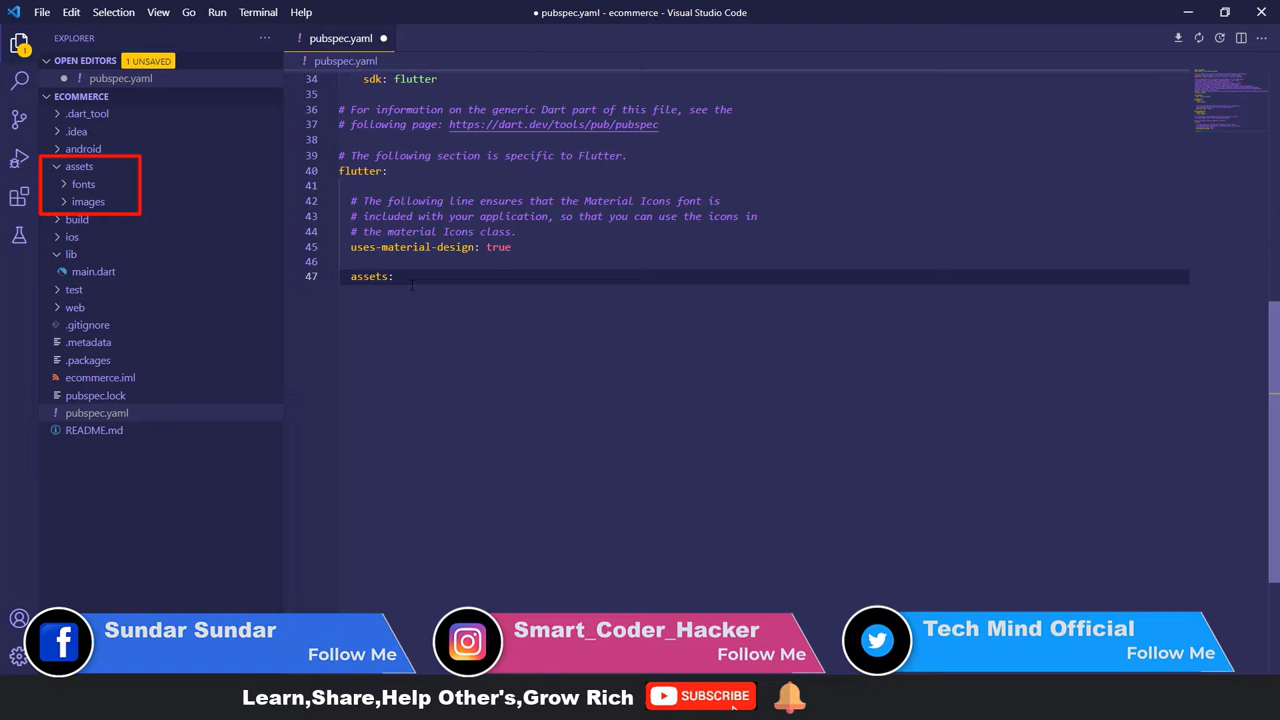 File Edit Selection View Go Run Terminal Help
● pubspec.yaml - ecommerce - Visual Studio Code
EXPLORER
! pubspec.yaml ●
OPEN EDITORS 1 UNSAVED
! pubspec.yaml
● ! pubspec.yaml
ECOMMERCE
.dart_tool
.idea
android
assets
fonts
images
build
ios
lib
main.dart
test
web
.gitignore
.metadata
.packages
ecommerce.iml
pubspec.lock
! pubspec.yaml
README.md
1
34 sdk: flutter
35
36 # For information on the generic Dart part of this file, see the
37 # following page: https://dart.dev/tools/pub/pubspec
38
39 # The following section is specific to Flutter.
40 flutter:
41
42 # The following line ensures that the Material Icons font is
43 # included with your application, so that you can use the icons in
44 # the material Icons class.
45 uses-material-design: true
46
47 assets:
Sundar Sundar
Follow Me
Smart_Coder_Hacker
Follow Me
Tech Mind Official
Follow Me
Learn,Share,Help Other's,Grow Rich SUBSCRIBE